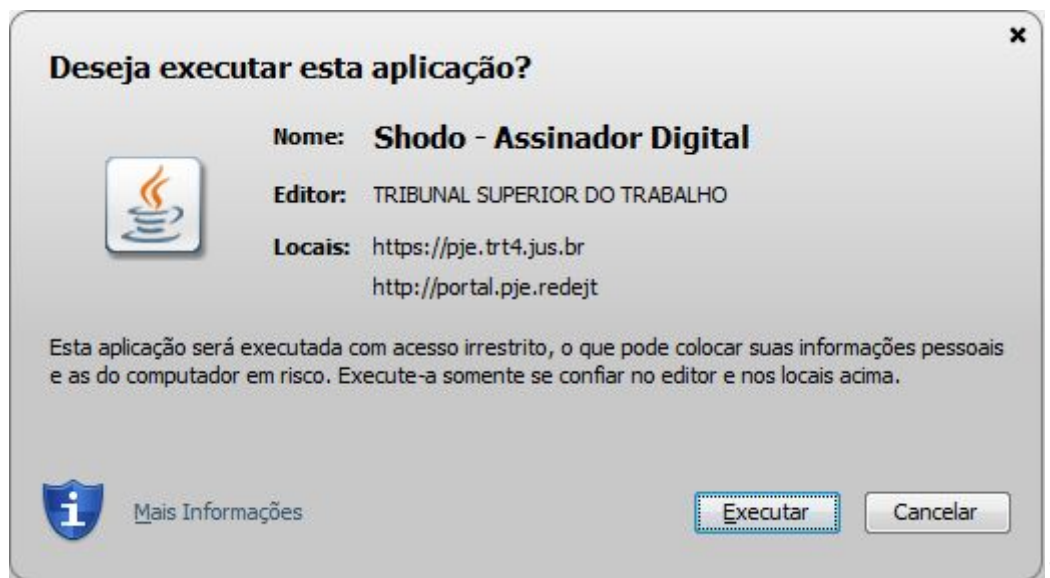 Deseja executar esta aplicação?
Nome: Shodo - Assinador Digital
Editor: TRIBUNAL SUPERIOR DO TRABALHO
Locais: https://pje.trt4.jus.br
http://portal.pje.redejt
Esta aplicação será executada com acesso irrestrito, o que pode colocar suas informações pessoais
e as do computador em risco. Execute-a somente se confiar no editor e nos locais acima.
Mais Informações
Executar
Cancelar